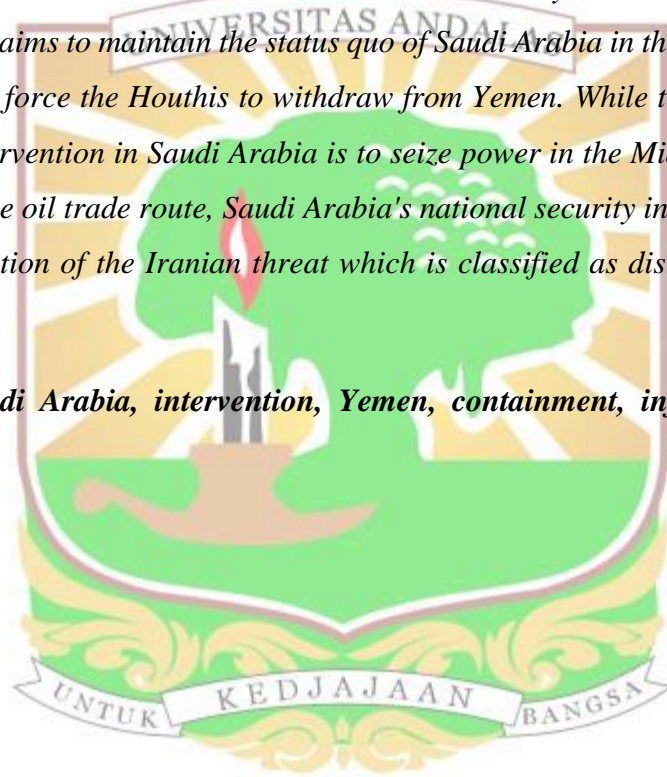 UNIVERSITAS ANDALAS
aims to maintain the status quo of Saudi Arabia in th
force the Houthis to withdraw from Yemen. While t
rvention in Saudi Arabia is to seize power in the Mi
e oil trade route, Saudi Arabia's national security in
tion of the Iranian threat which is classified as dis
di Arabia, intervention, Yemen, containment, in
UNTUK KEDJAJAAN BANGSA